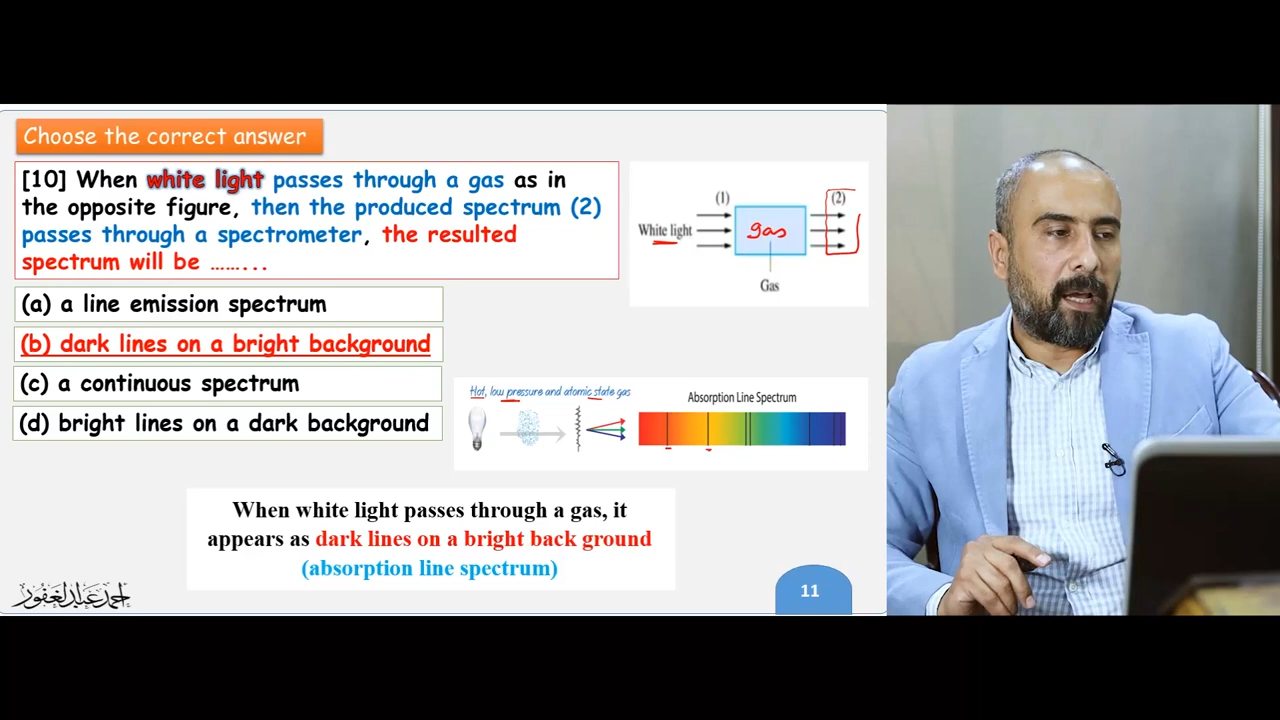 Choose the correct answer
[10] When white light passes through a gas as in
the opposite figure, then the produced spectrum (2)
passes through a spectrometer, the resulted
spectrum will be ……...
(a) a line emission spectrum
(b) dark lines on a bright background
(c) a continuous spectrum
(d) bright lines on a dark background
(1)
(2)
White light
gas
Gas
Hot, low pressure and atomic state gas
Absorption Line Spectrum
When white light passes through a gas, it
appears as dark lines on a bright back ground
(absorption line spectrum)
احمد عبد الغفور
11